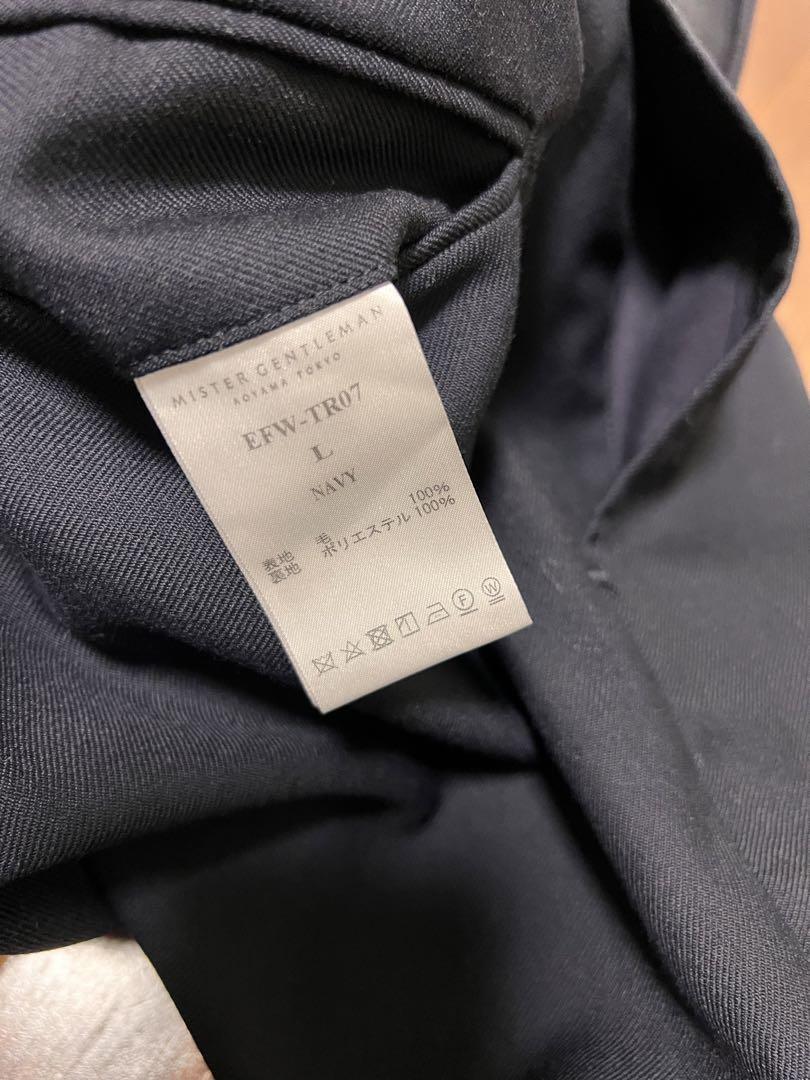 MISTER GENTLEMAN
AOYAMA TOKYO
EFW-TR07
L
NAVY
表地 毛 100%
裏地 ポリエステル 100%
F W